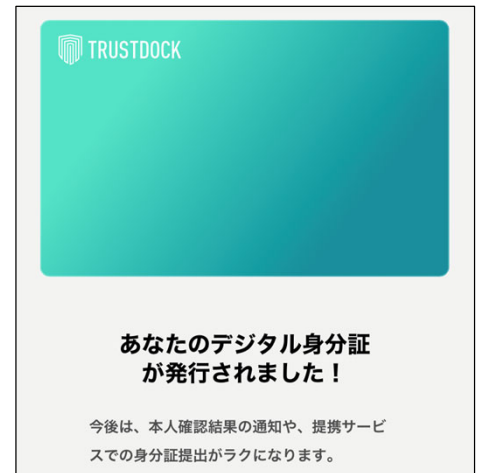 TRUSTDOCK
あなたのデジタル身分証
が発行されました！
今後は、本人確認結果の通知や、提携サービ
スでの身分証提出がラクになります。